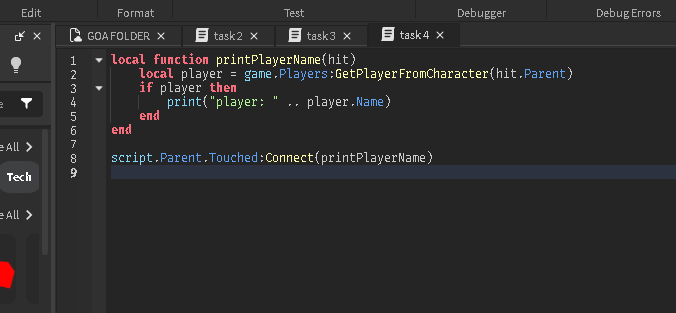 Edit Format Test Debugger Debug Errors
GOAFOLDER task2 task3 task4
1 local function printPlayerName(hit)
2 local player = game.Players:GetPlayerFromCharacter(hit.Parent)
3 if player then
4 print("player: " .. player.Name)
5 end
6 end
7
8 script.Parent.Touched:Connect(printPlayerName)
9
e All
Tech
e All